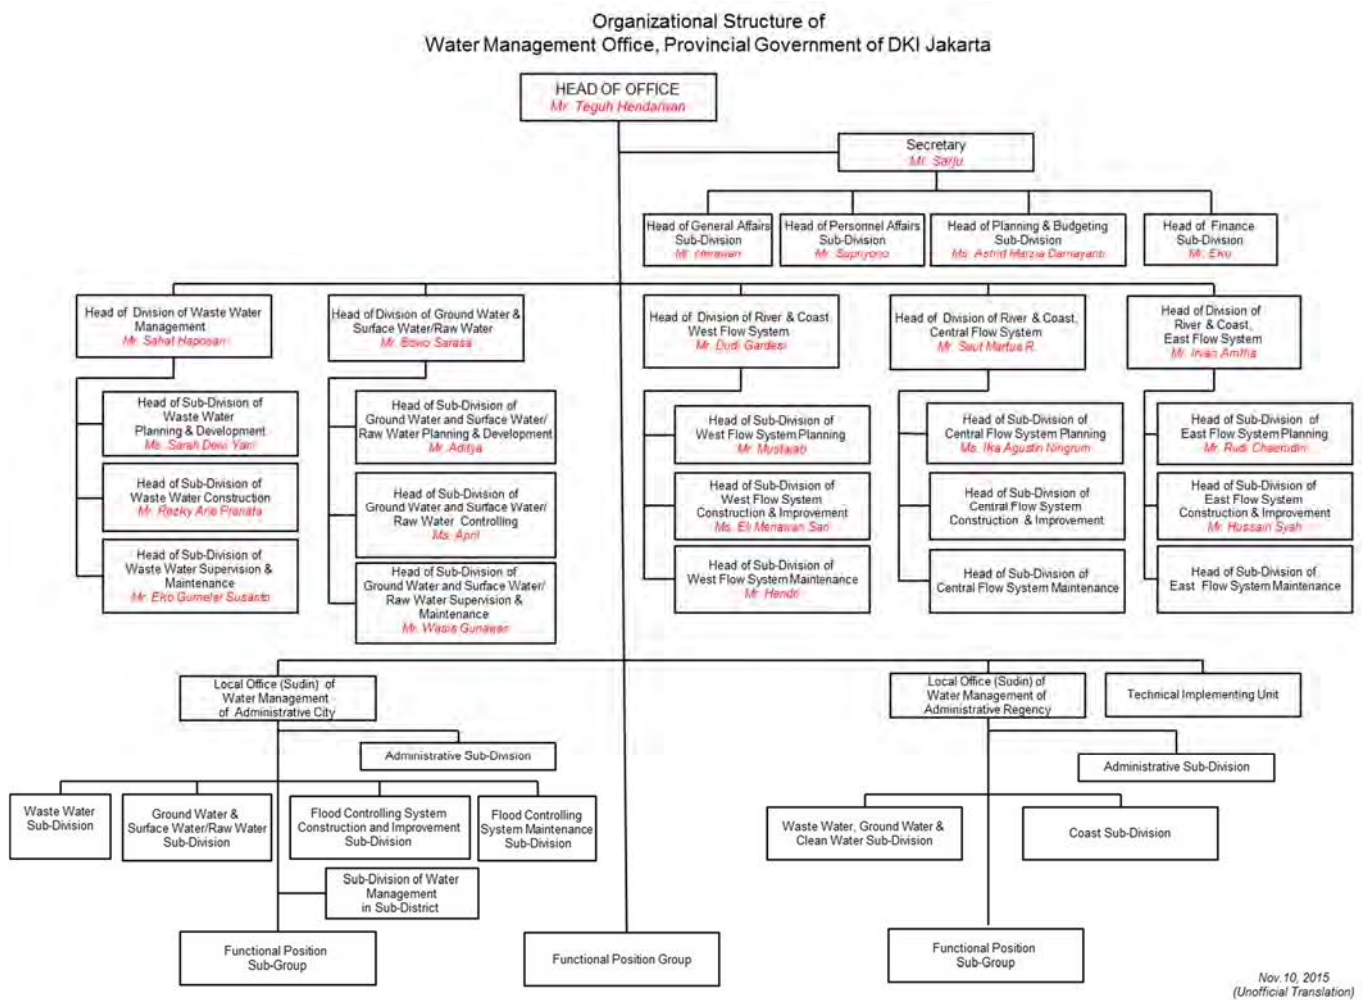 Organizational Structure of
Water Management Office, Provincial Government of DKI Jakarta
HEAD OF OFFICE
Mr. Teguh Hendarwan
Secretary
Mr. Sarju
Head of General Affairs
Sub-Division
Mr.
Head of Personnel Affairs
Sub-Division
Mr. Supriyono
Head of Planning & Budgeting
Sub-Division
Ms. Astrid Marzia Damayanti
Head of Finance
Sub-Division
Mr. Eko
Head of Division of Waste Water
Management
Mr. Sahat Haposan
Head of Division of Ground Water &
Surface Water/Raw Water
Mr. Bowo Sarasa
Head of Division of River & Coast
West Flow System
Mr. Dudi Gardesi
Head of Division of River & Coast,
Central Flow System
Mr. Saut Martua R.
Head of Division of
River & Coast,
East Flow System
Mr. Irvan Amtha
Head of Sub-Division of
Waste Water
Planning & Development
Ms. Sarah Dewi Yani
Head of Sub-Division of
Waste Water Construction
Mr. Rezky Arie Pranata
Head of Sub-Division of
Waste Water Supervision &
Maintenance
Mr. Eko Gumelar Susanto
Head of Sub-Division of
Ground Water and Surface Water/
Raw Water Planning & Development
Mr. Aditya
Head of Sub-Division of
Ground Water and Surface Water/
Raw Water Controlling
Ms. April
Head of Sub-Division of
Ground Water and Surface Water/
Raw Water Supervision &
Maintenance
Mr. Wasis Gunawan
Head of Sub-Division of
West Flow System Planning
Mr. Mustajab
Head of Sub-Division of
West Flow System
Construction & Improvement
Ms. Eli Menawan Sari
Head of Sub-Division of
West Flow System Maintenance
Mr. Hendri
Head of Sub-Division of
Central Flow System Planning
Ms. Ika Agustin Ningrum
Head of Sub-Division of
Central Flow System
Construction & Improvement
Head of Sub-Division of
Central Flow System Maintenance
Head of Sub-Division of
East Flow System Planning
Mr. Rudi Chaerudin
Head of Sub-Division of
East Flow System
Construction & Improvement
Mr. Hussain Syah
Head of Sub-Division of
East Flow System Maintenance
Local Office (Sudin) of
Water Management
of Administrative City
Local Office (Sudin) of
Water Management of
Administrative Regency
Technical Implementing Unit
Administrative Sub-Division
Administrative Sub-Division
Waste Water
Sub-Division
Ground Water &
Surface Water/Raw Water
Sub-Division
Flood Controlling System
Construction and Improvement
Sub-Division
Flood Controlling
System Maintenance
Sub-Division
Waste Water, Ground Water &
Clean Water Sub-Division
Coast Sub-Division
Sub-Division of Water
Management
in Sub-District
Functional Position
Sub-Group
Functional Position Group
Functional Position
Sub-Group
Nov.10, 2015
(Unofficial Translation)